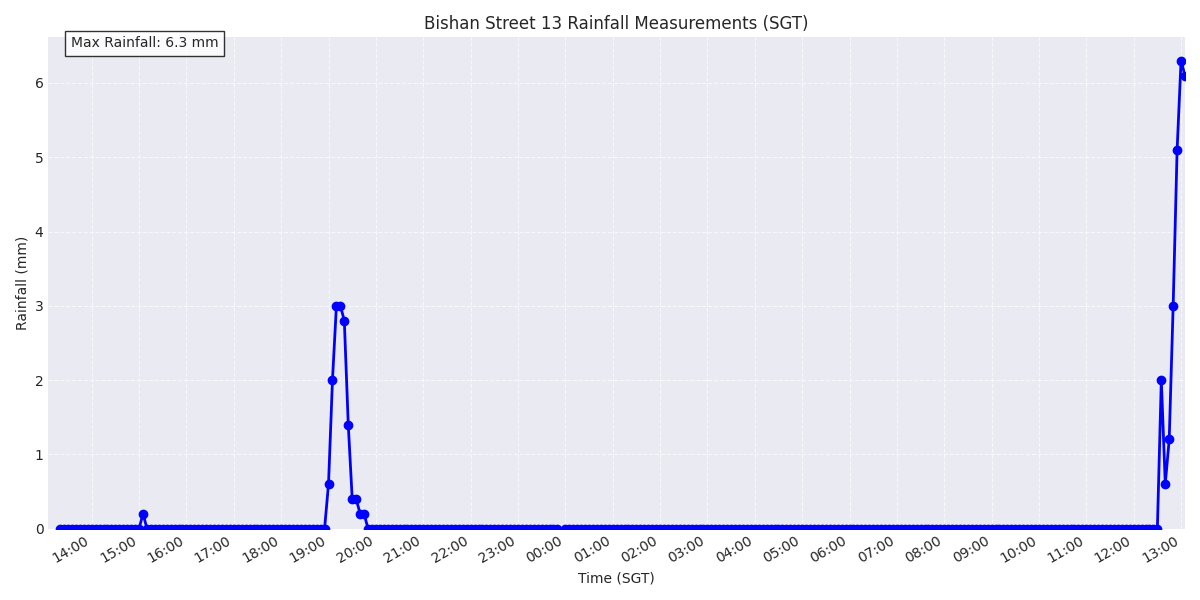 Bishan Street 13 Rainfall Measurements (SGT)
Max Rainfall: 6.3 mm
Rainfall (mm)
6
5
4
3
2
1
0
14:00 15:00 16:00 17:00 18:00 19:00 20:00 21:00 22:00 23:00 00:00 01:00 02:00 03:00 04:00 05:00 06:00 07:00 08:00 09:00 10:00 11:00 12:00 13:00
Time (SGT)